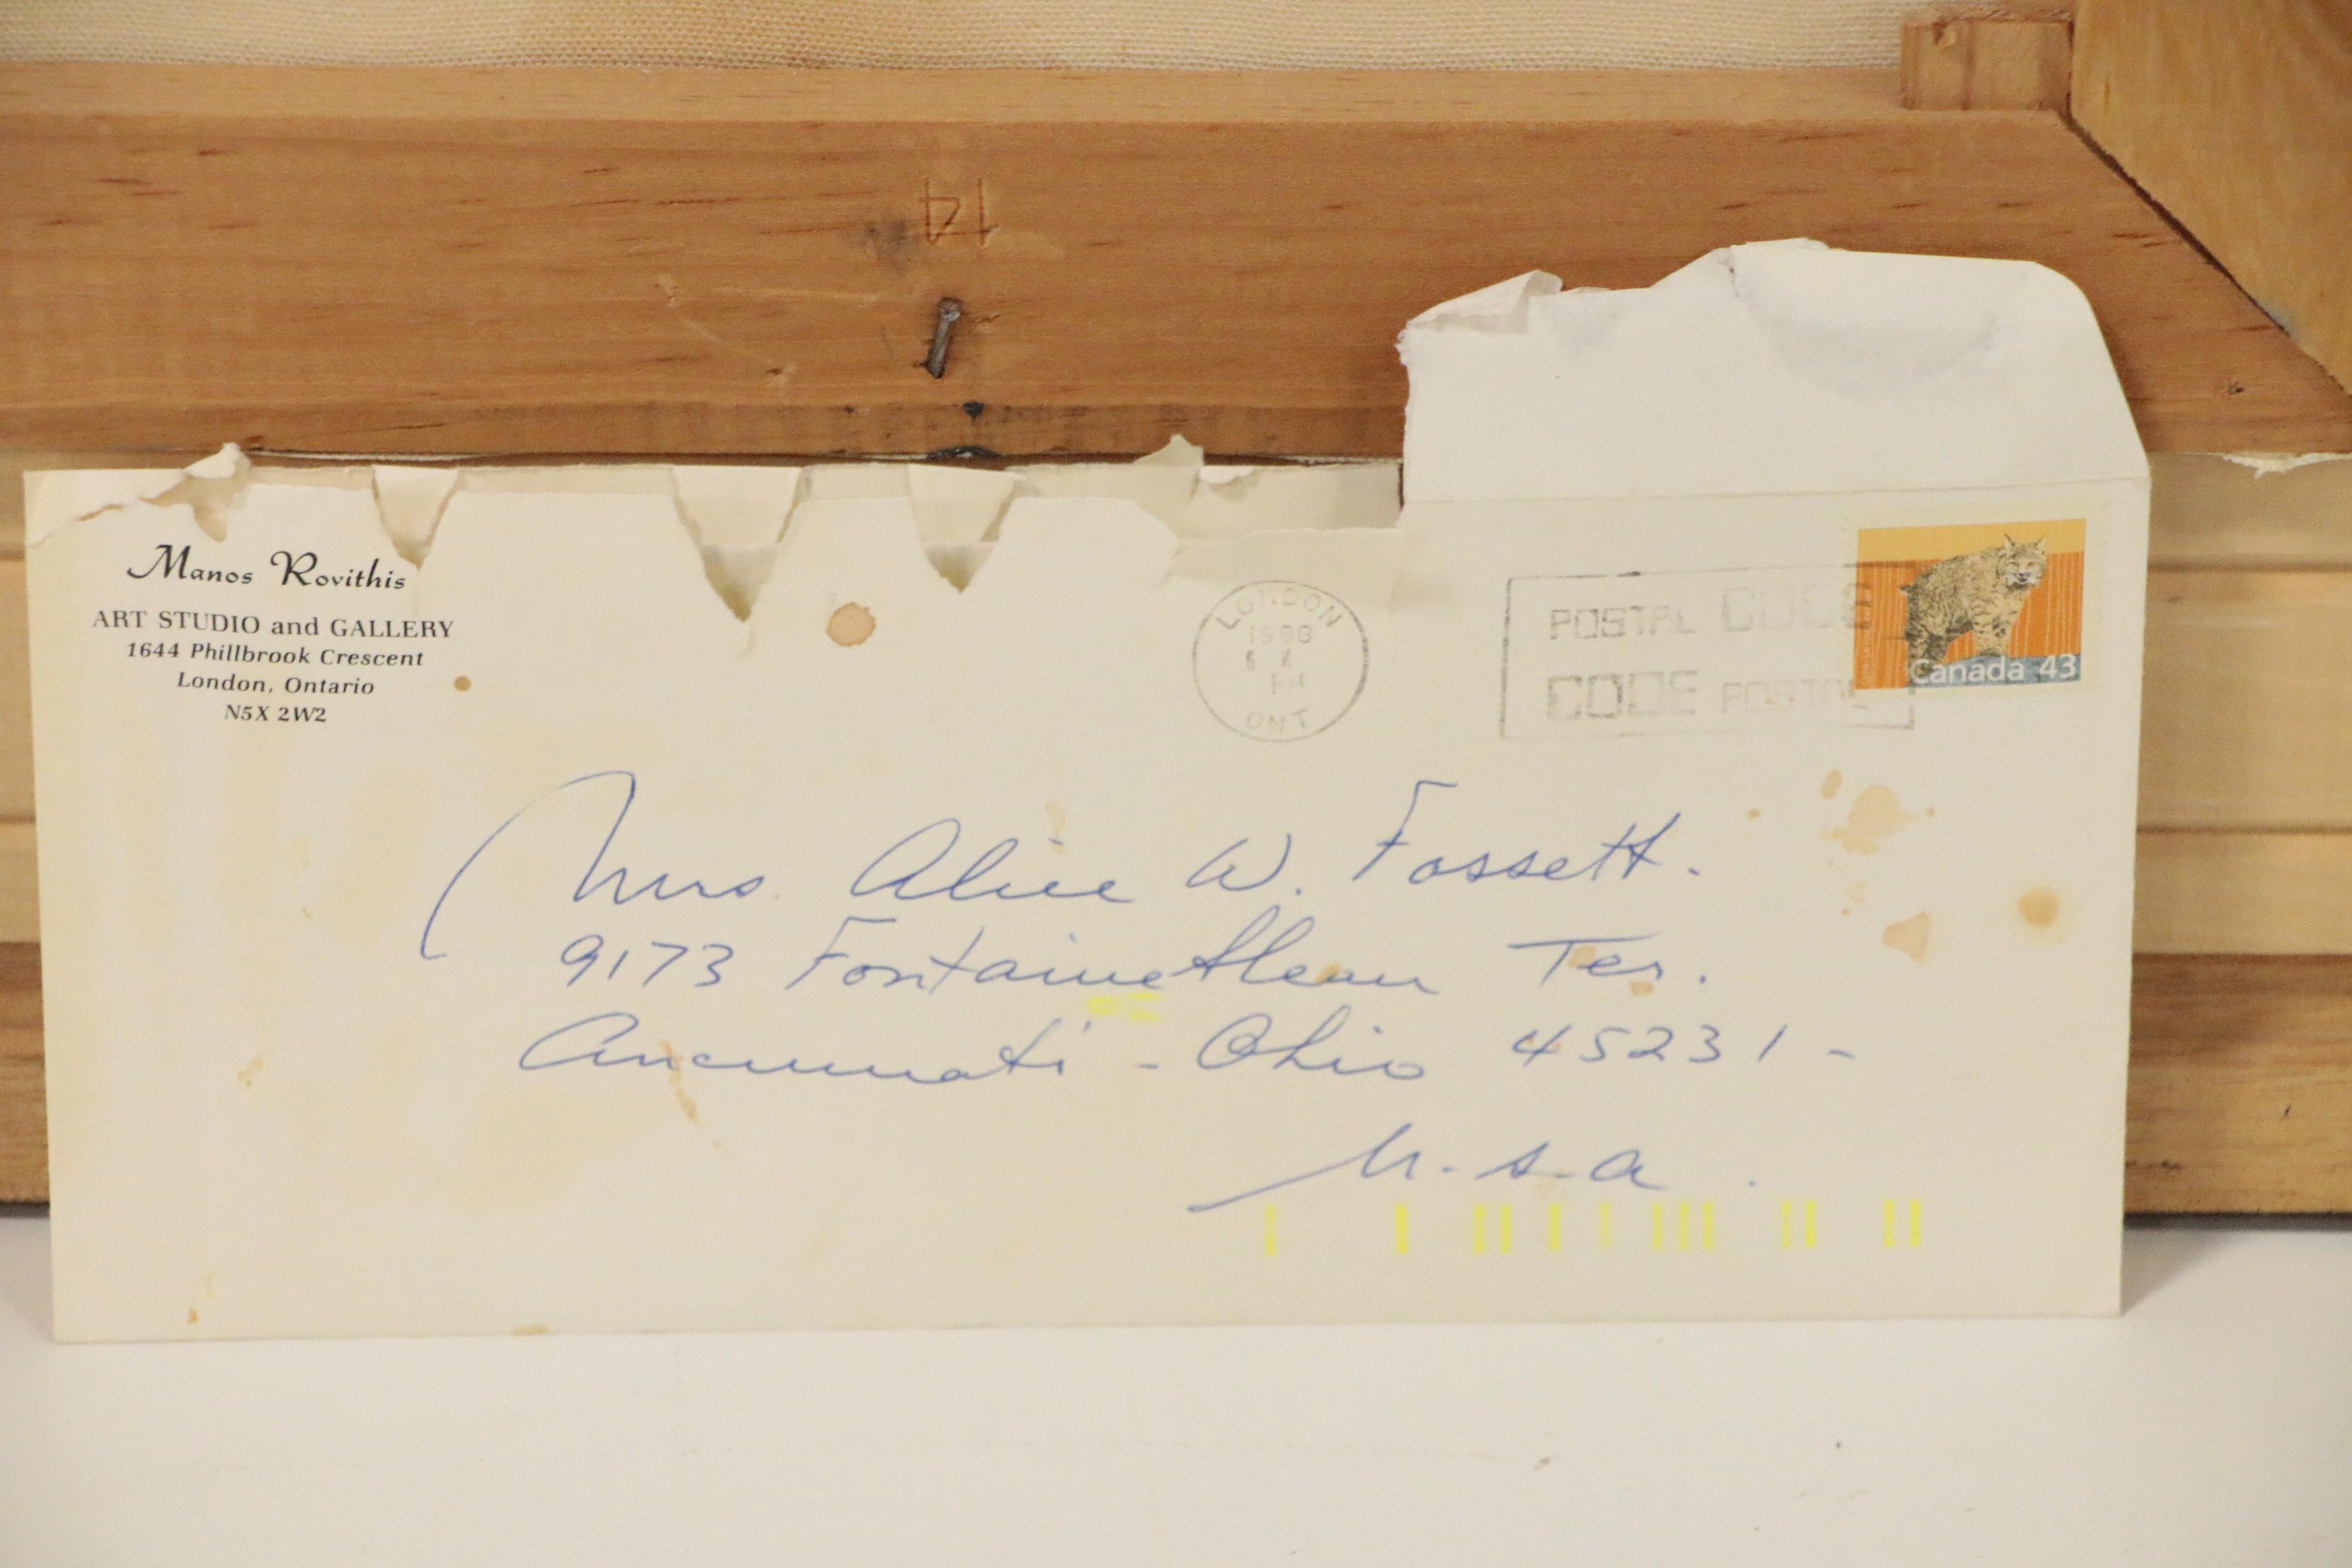 14
Manos Rovithis
ART STUDIO and GALLERY
1644 Phillbrook Crescent
London, Ontario
N5X 2W2
LONDON
1988
PM
ONT
POSTAL CODE
CODE POSTAL
Canada 43
Mrs. Alice W. Fossett.
9173 Fontainebleau Ter.
Cincinnati - Ohio 45231 -
U.S.A.